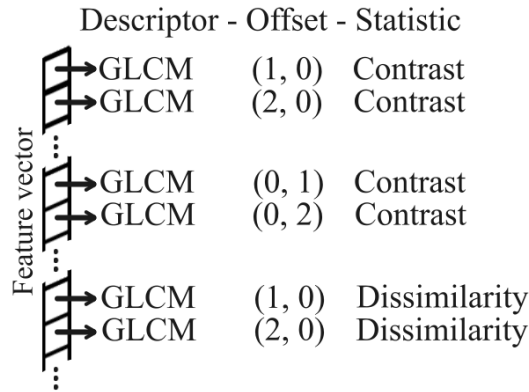 Descriptor - Offset - Statistic
GLCM (1, 0) Contrast
GLCM (2, 0) Contrast
...
GLCM (0, 1) Contrast
GLCM (0, 2) Contrast
...
GLCM (1, 0) Dissimilarity
GLCM (2, 0) Dissimilarity
...
Feature vector